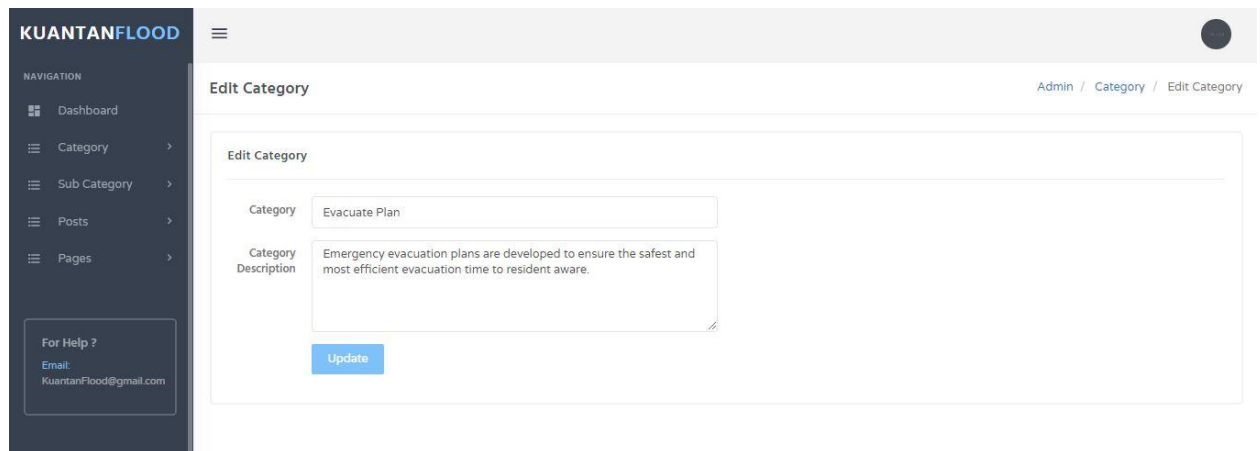 KUANTANFLOOD
NAVIGATION
Dashboard
Category
Sub Category
Posts
Pages
For Help ?
Email:
KuantanFlood@gmail.com
Edit Category
Admin / Category / Edit Category
Edit Category
Category
Evacuate Plan
Category
Description
Emergency evacuation plans are developed to ensure the safest and
most efficient evacuation time to resident aware.
Update